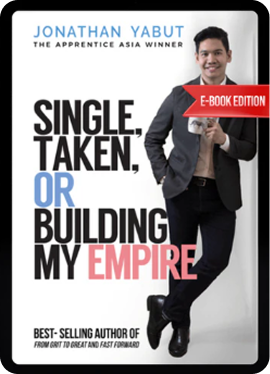 JONATHAN YABUT
THE APPRENTICE ASIA WINNER
E-BOOK EDITION
SINGLE,
TAKEN,
OR
BUILDING
MY EMPIRE
BEST- SELLING AUTHOR OF
FROM GRIT TO GREAT AND FAST FORWARD